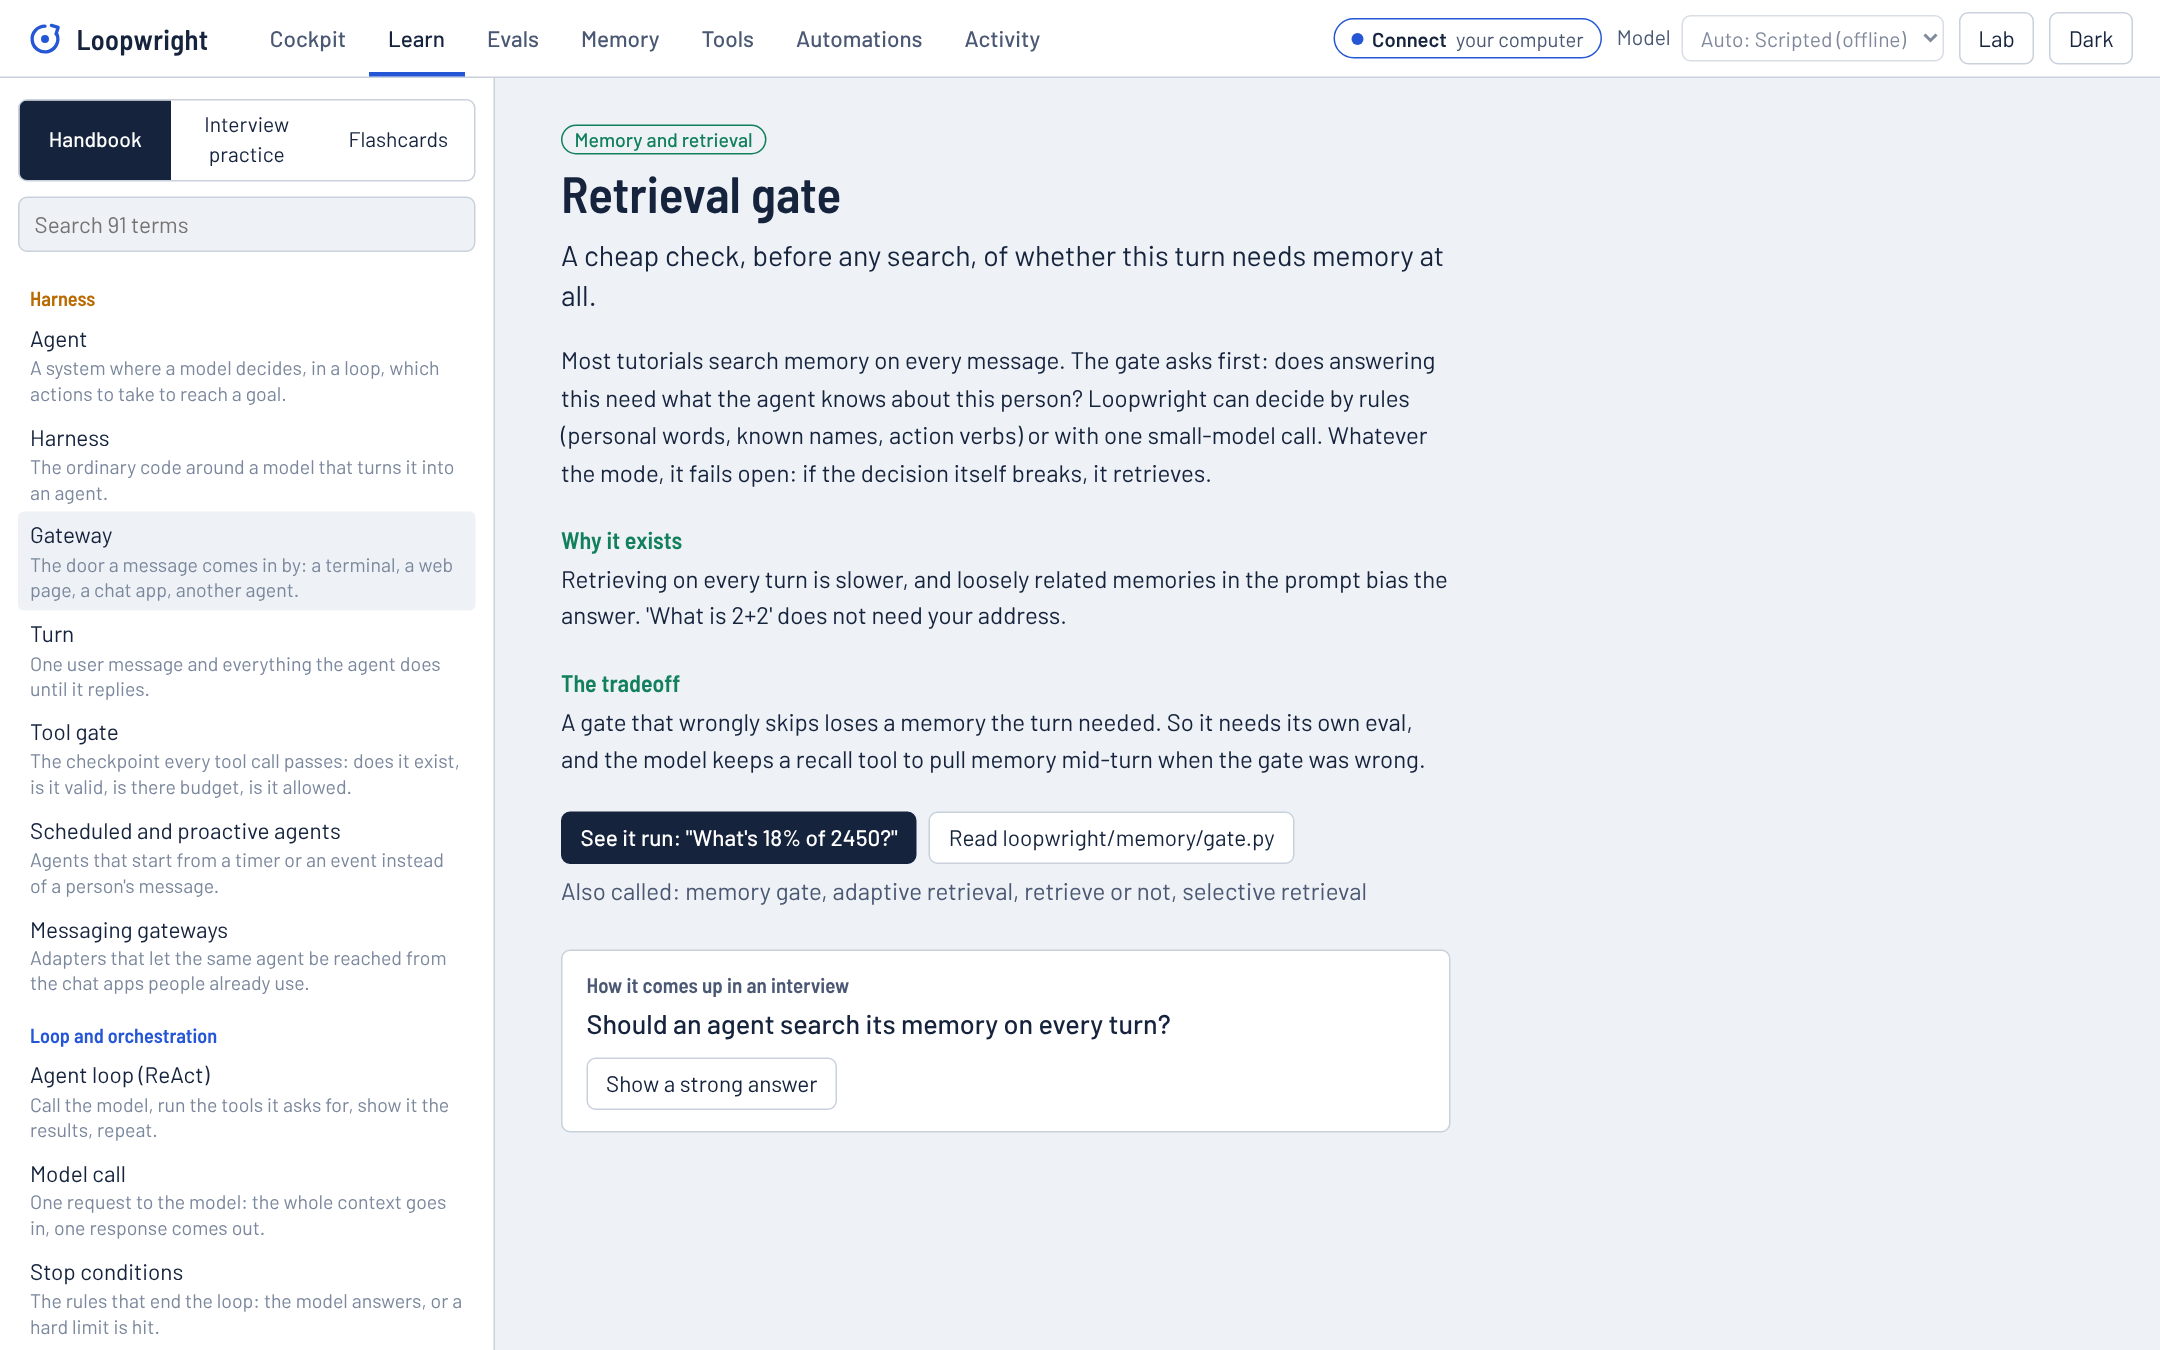 Loopwright
Cockpit
Learn
Evals
Memory
Tools
Automations
Activity
Connect your computer
Model
Auto: Scripted (offline)
Lab
Dark
Handbook
Interview
practice
Flashcards
Search 91 terms
Harness
Agent
A system where a model decides, in a loop, which
actions to take to reach a goal.
Harness
The ordinary code around a model that turns it into
an agent.
Gateway
The door a message comes in by: a terminal, a web
page, a chat app, another agent.
Turn
One user message and everything the agent does
until it replies.
Tool gate
The checkpoint every tool call passes: does it exist,
is it valid, is there budget, is it allowed.
Scheduled and proactive agents
Agents that start from a timer or an event instead
of a person's message.
Messaging gateways
Adapters that let the same agent be reached from
the chat apps people already use.
Loop and orchestration
Agent loop (ReAct)
Call the model, run the tools it asks for, show it the
results, repeat.
Model call
One request to the model: the whole context goes
in, one response comes out.
Stop conditions
The rules that end the loop: the model answers, or a
hard limit is hit.
Memory and retrieval
Retrieval gate
A cheap check, before any search, of whether this turn needs memory at
all.
Most tutorials search memory on every message. The gate asks first: does answering
this need what the agent knows about this person? Loopwright can decide by rules
(personal words, known names, action verbs) or with one small-model call. Whatever
the mode, it fails open: if the decision itself breaks, it retrieves.
Why it exists
Retrieving on every turn is slower, and loosely related memories in the prompt bias the
answer. 'What is 2+2' does not need your address.
The tradeoff
A gate that wrongly skips loses a memory the turn needed. So it needs its own eval,
and the model keeps a recall tool to pull memory mid-turn when the gate was wrong.
See it run: "What's 18% of 2450?"
Read loopwright/memory/gate.py
Also called: memory gate, adaptive retrieval, retrieve or not, selective retrieval
How it comes up in an interview
Should an agent search its memory on every turn?
Show a strong answer